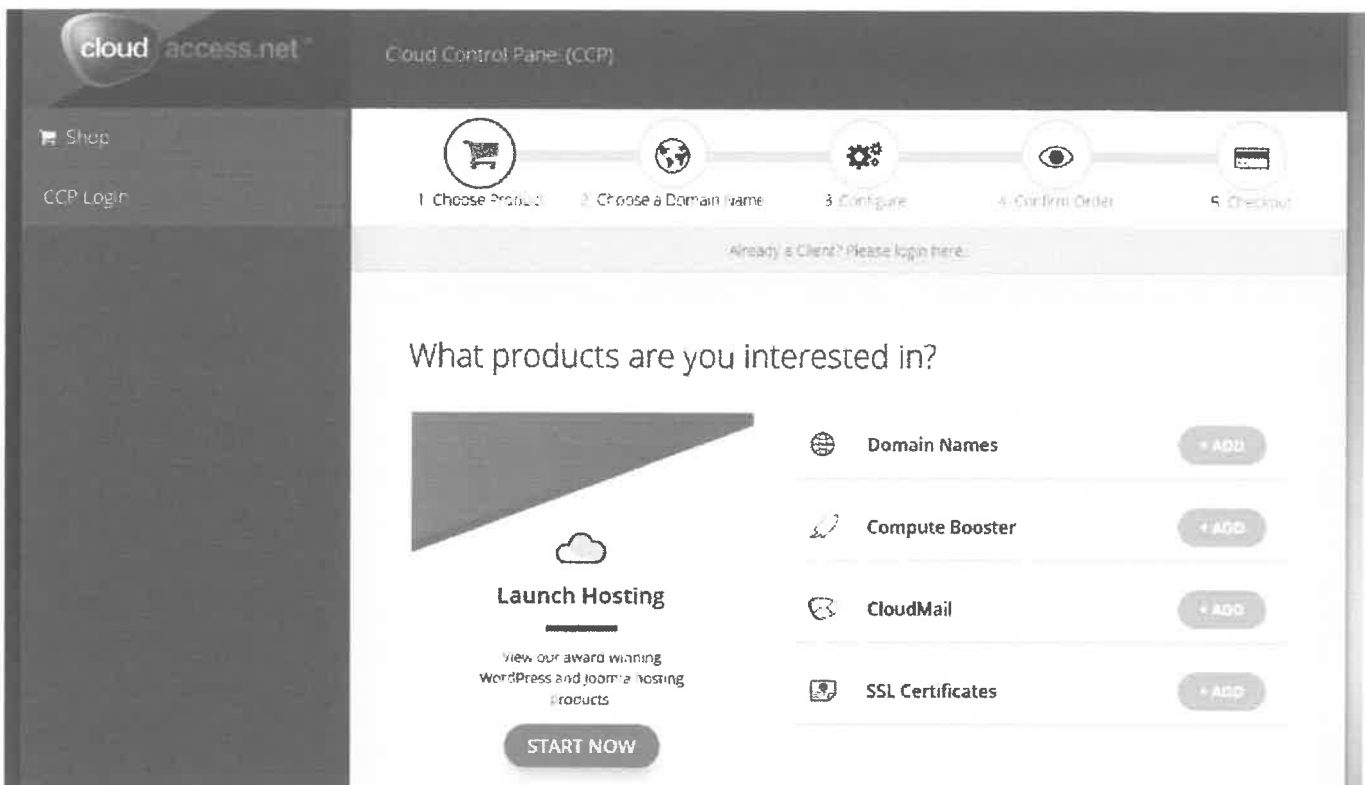 cloud access.net™
Cloud Control Panel (CCP)
Shop
CCP Login
1. Choose Product
2. Choose a Domain Name
3. Configure
4. Confirm Order
5. Checkout
Already a Client? Please login here.
What products are you interested in?
Launch Hosting
View our award winning
WordPress and Joomla hosting
products
START NOW
Domain Names
+ ADD
Compute Booster
+ ADD
CloudMail
+ ADD
SSL Certificates
+ ADD